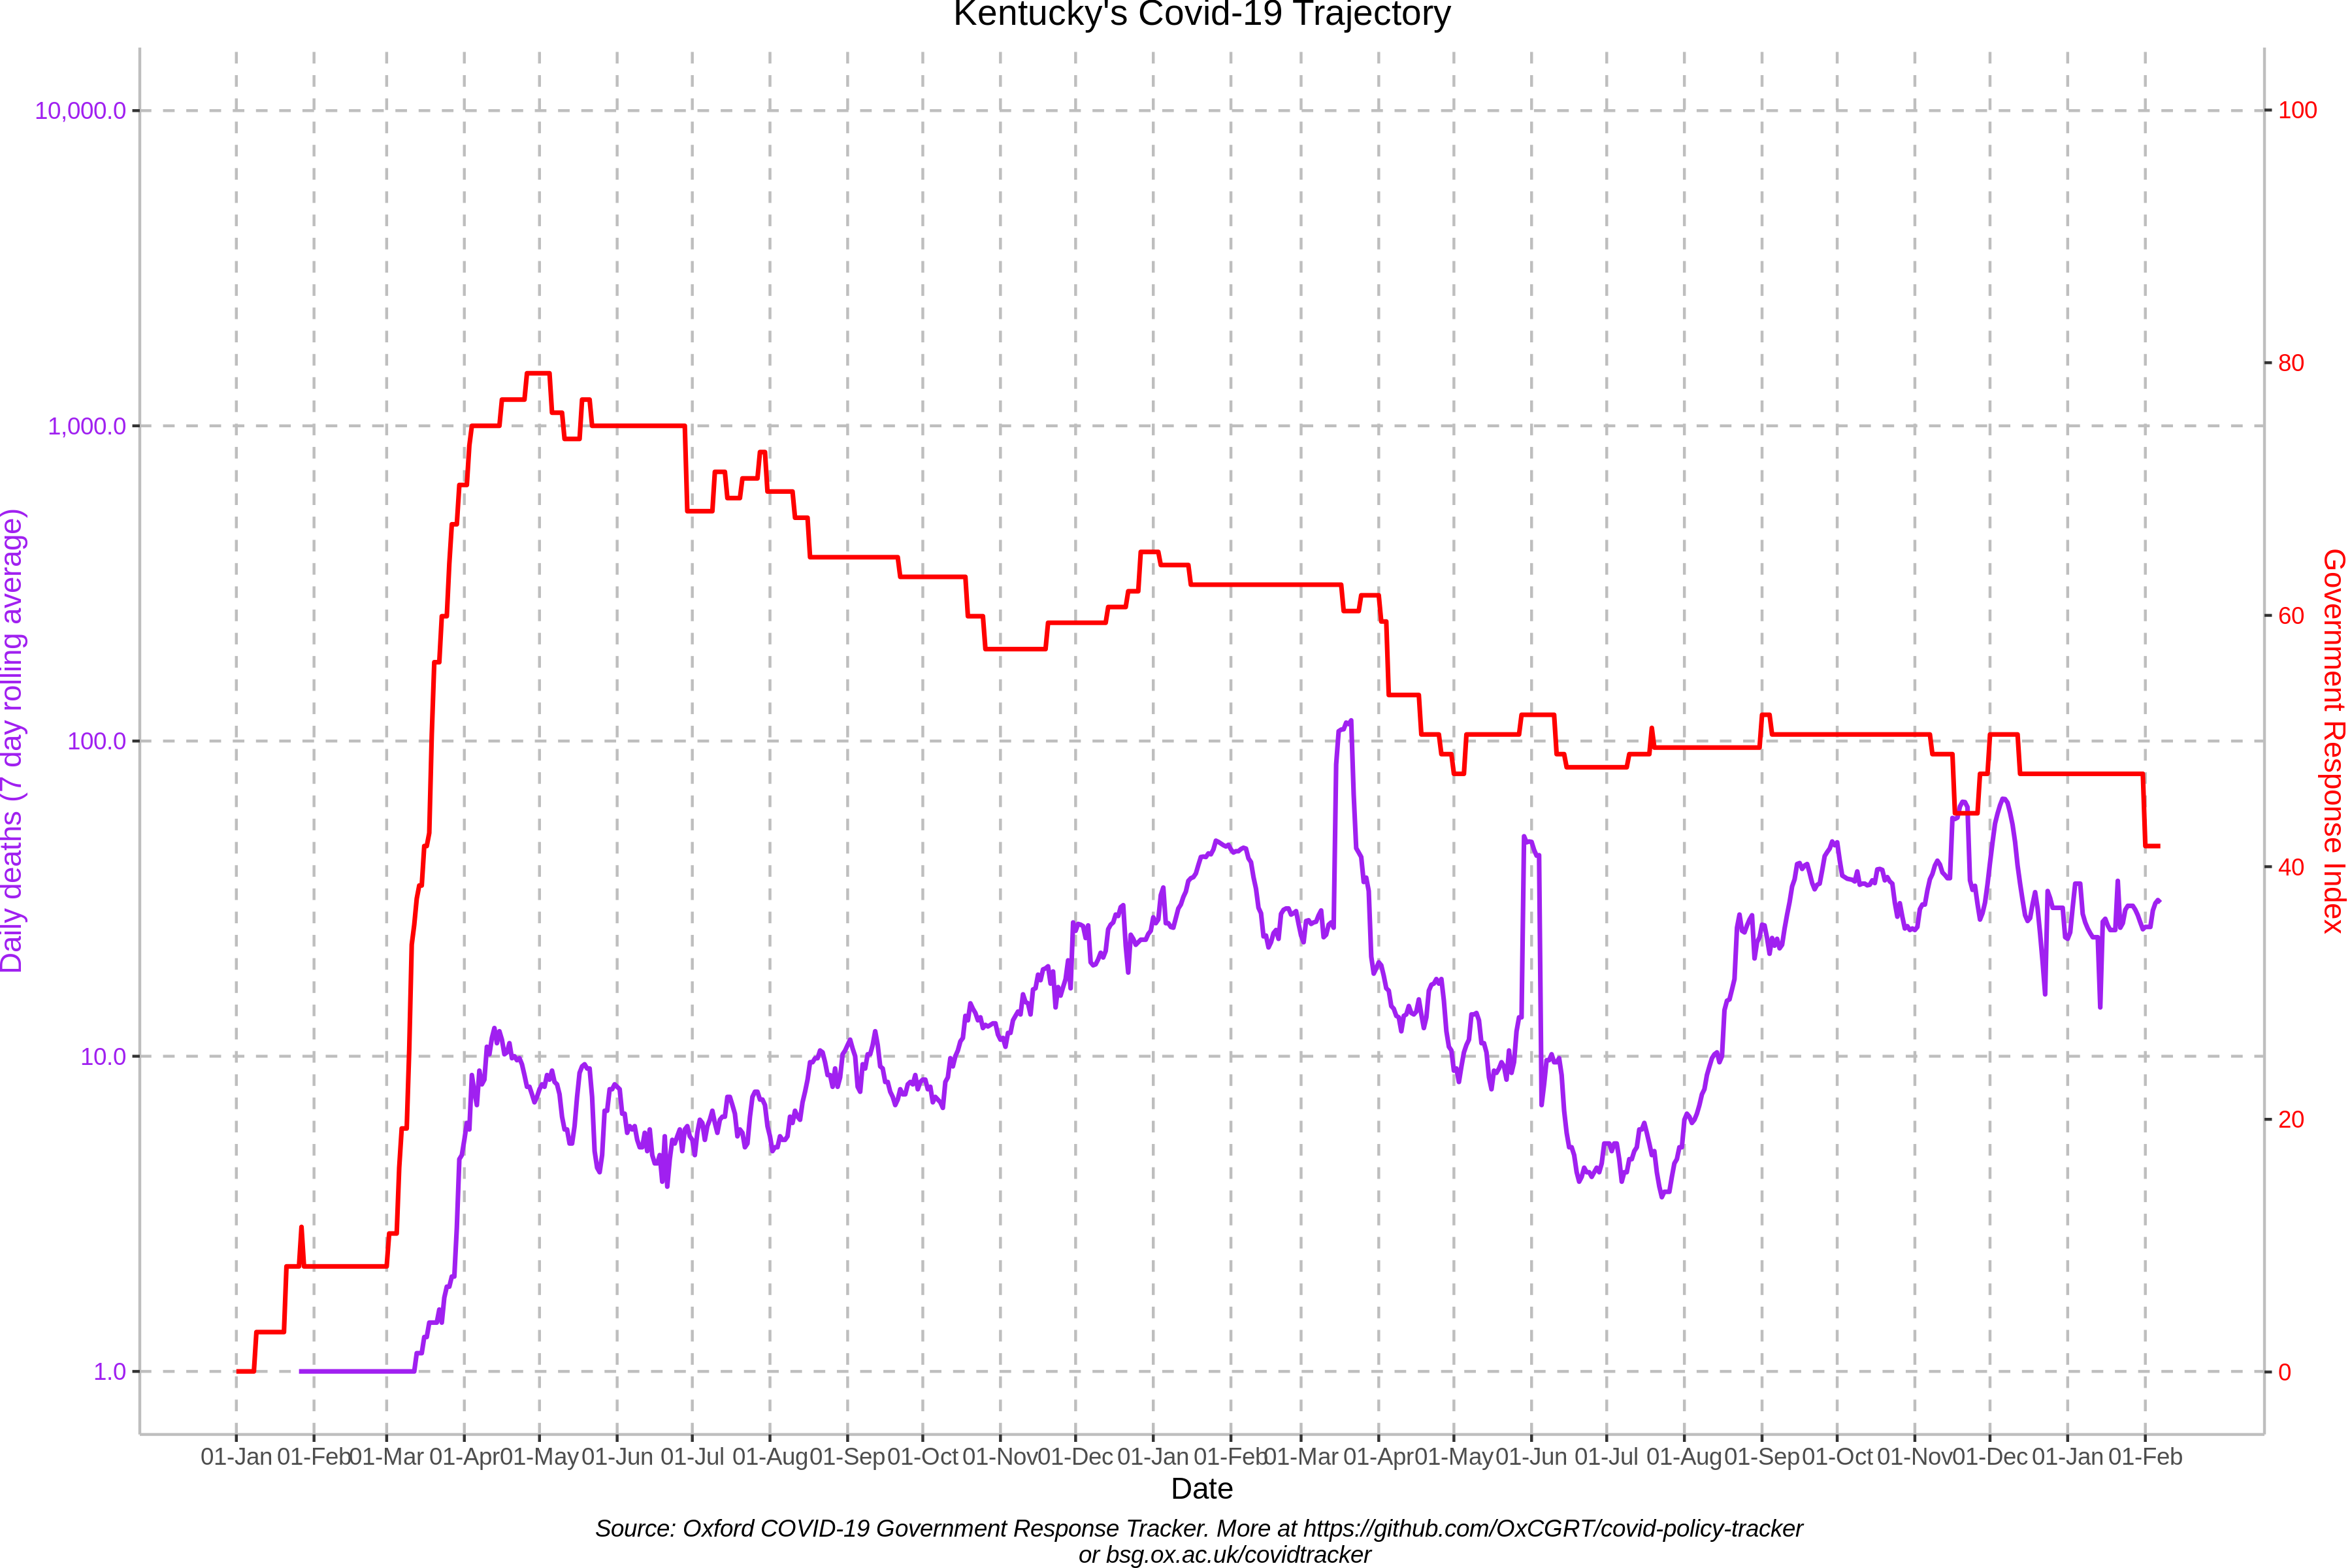 Kentucky's Covid-19 Trajectory
10,000.0
1,000.0
100.0
10.0
1.0
Daily deaths (7 day rolling average)
100
80
60
40
20
0
Government Response Index
01-Jan 01-Feb 01-Mar 01-Apr 01-May 01-Jun 01-Jul 01-Aug 01-Sep 01-Oct 01-Nov 01-Dec 01-Jan 01-Feb 01-Mar 01-Apr 01-May 01-Jun 01-Jul 01-Aug 01-Sep 01-Oct 01-Nov 01-Dec 01-Jan 01-Feb
Date
Source: Oxford COVID-19 Government Response Tracker. More at https://github.com/OxCGRT/covid-policy-tracker
or bsg.ox.ac.uk/covidtracker